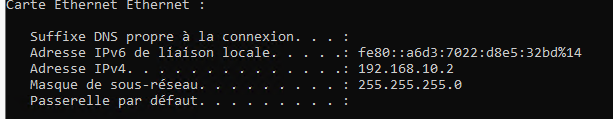 Carte Ethernet Ethernet :
Suffixe DNS propre à la connexion. . . :
Adresse IPv6 de liaison locale. . . . .: fe80::a6d3:7022:d8e5:32bd%14
Adresse IPv4. . . . . . . . . . . . . .: 192.168.10.2
Masque de sous-réseau. . . . . . . . . : 255.255.255.0
Passerelle par défaut. . . . . . . . . :